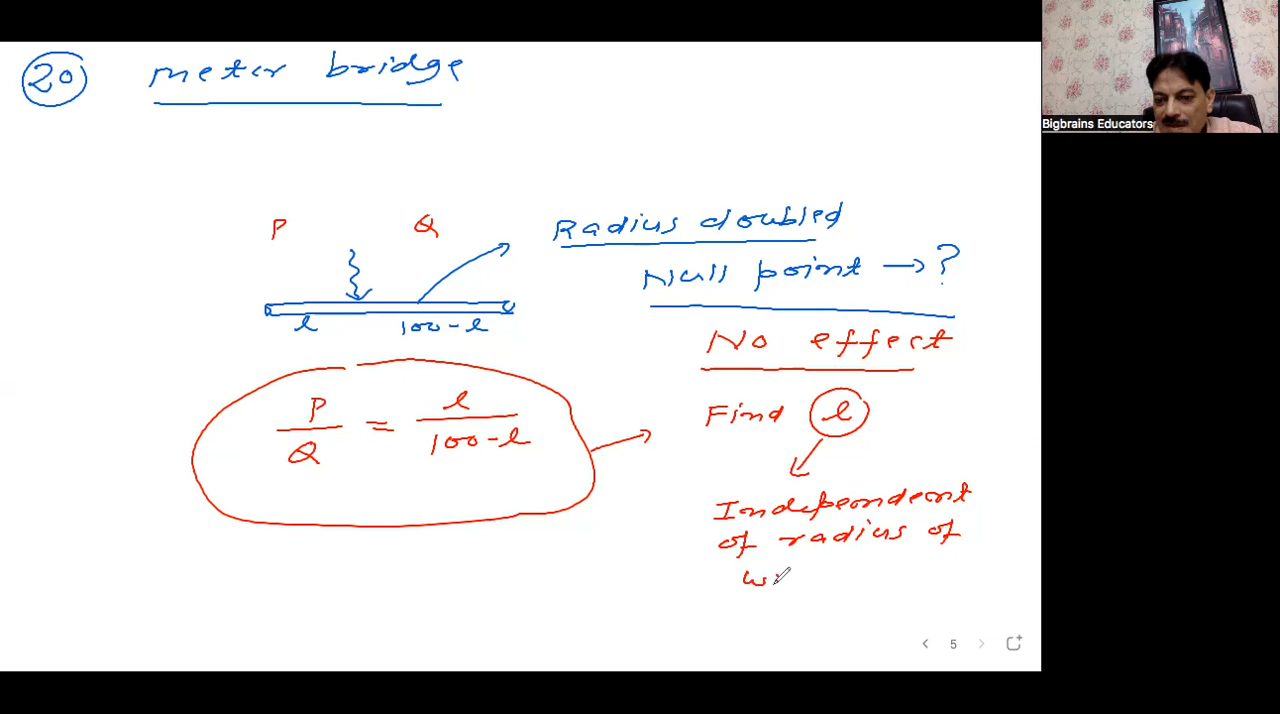 20 meter bridge
Bigbrains Educators
P Q
Radius doubled
Null point → ?
l 100-l
No effect
P/Q = l/100-l
Find l
Independent
of radius of
wi
5